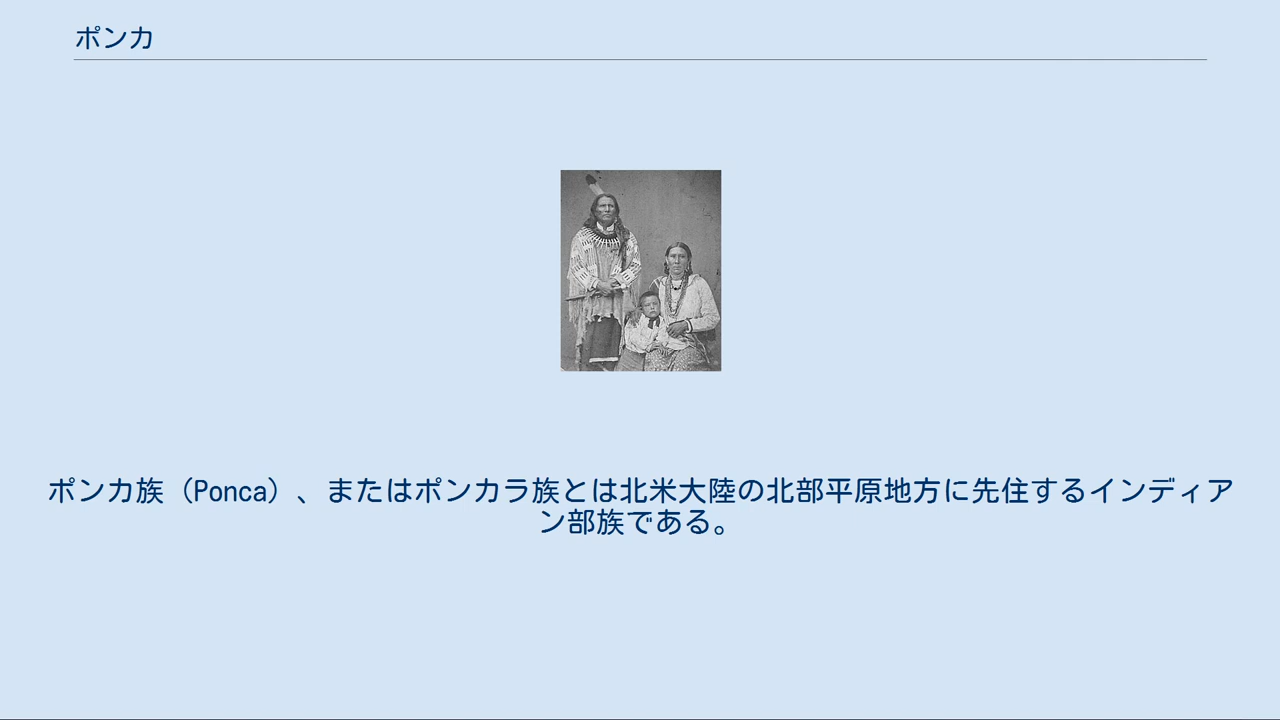 ポンカ
ポンカ族（Ponca）、またはポンカラ族とは北米大陸の北部平原地方に先住するインディア
ン部族である。